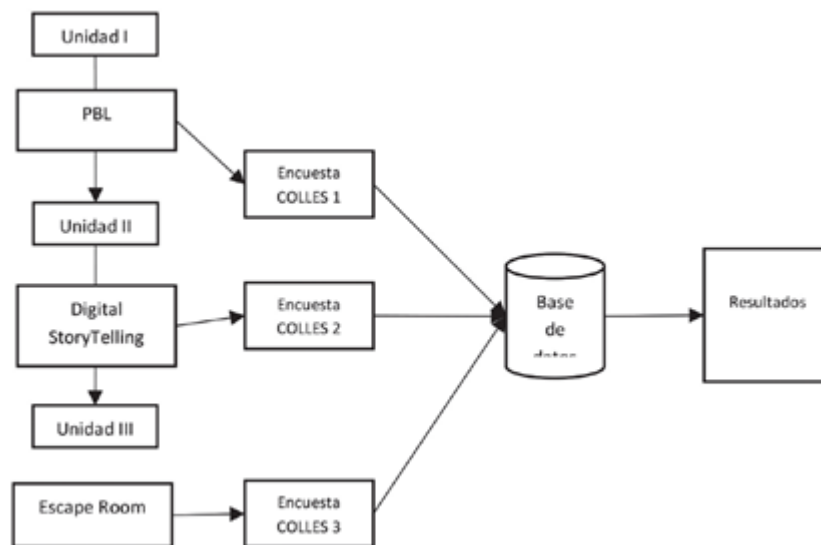 Unidad I
PBL
Encuesta
COLLES 1
Unidad II
Digital
StoryTelling
Encuesta
COLLES 2
Base
de
datos
Resultados
Unidad III
Escape Room
Encuesta
COLLES 3